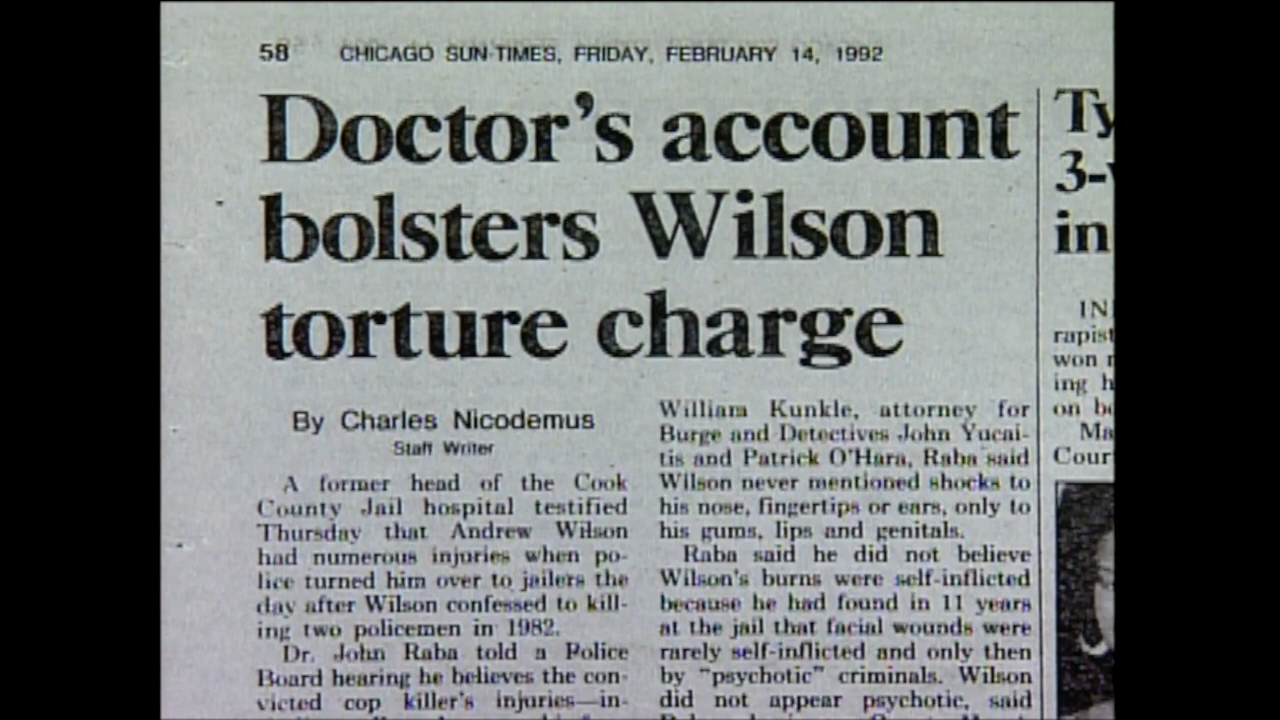 58 CHICAGO SUN-TIMES, FRIDAY, FEBRUARY 14, 1992
Doctor's account
bolsters Wilson
torture charge
By Charles Nicodemus
Staff Writer
A former head of the Cook
County Jail hospital testified
Thursday that Andrew Wilson
had numerous injuries when po-
lice turned him over to jailers the
day after Wilson confessed to kill-
ing two policemen in 1982.
Dr. John Raba told a Police
Board hearing he believes the con-
victed cop killer's injuries—in-
William Kunkle, attorney for
Burge and Detectives John Yucai-
tis and Patrick O'Hara, Raba said
Wilson never mentioned shocks to
his nose, fingertips or ears, only to
his gums, lips and genitals.
Raba said he did not believe
Wilson's burns were self-inflicted
because he had found in 11 years
at the jail that facial wounds were
rarely self-inflicted and only then
by "psychotic" criminals. Wilson
did not appear psychotic, said
Ty
3-
in
IN
rapist
won
ing h
on
Ma
Cour